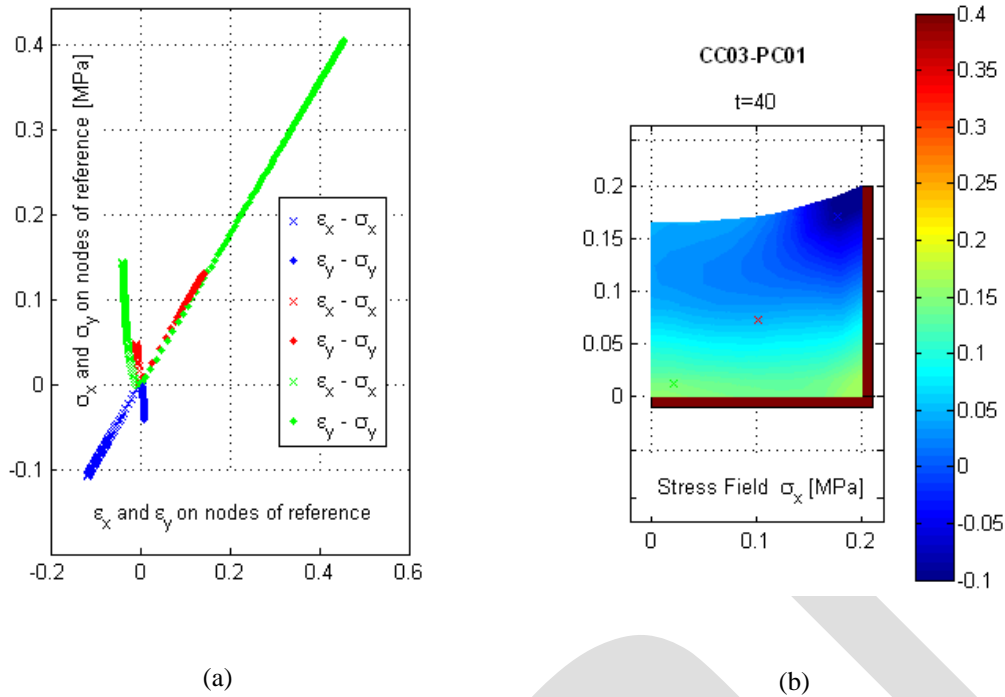 σx and σy on nodes of reference [MPa]
0.4
0.3
0.2
0.1
0
-0.1
εx - σx
εy - σy
εx - σx
εy - σy
εx - σx
εy - σy
εx and εy on nodes of reference
-0.2 0 0.2 0.4 0.6
(a)
CC03-PC01
t=40
0.2
0.15
0.1
0.05
0
Stress Field σx [MPa]
0 0.1 0.2
0.4
0.35
0.3
0.25
0.2
0.15
0.1
0.05
0
-0.05
-0.1
(b)